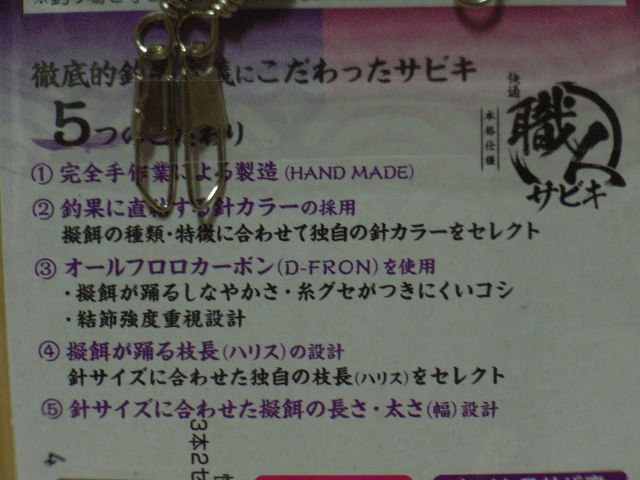 徹底的釣 にこだわったサビキ
5つのこだわり
快適
職人
本格仕様
サビキ
① 完全手作業による製造 (HAND MADE)
② 釣果に直結する針カラーの採用
擬餌の種類・特徴に合わせて独自の針カラーをセレクト
③ オールフロロカーボン(D-FRON)を使用
・擬餌が踊るしなやかさ・糸グセがつきにくいコシ
・結節強度重視設計
④ 擬餌が踊る枝長(ハリス)の設計
針サイズに合わせた独自の枝長(ハリス)をセレクト
⑤ 針サイズに合わせた擬餌の長さ・太さ(幅)設計
3本2セ